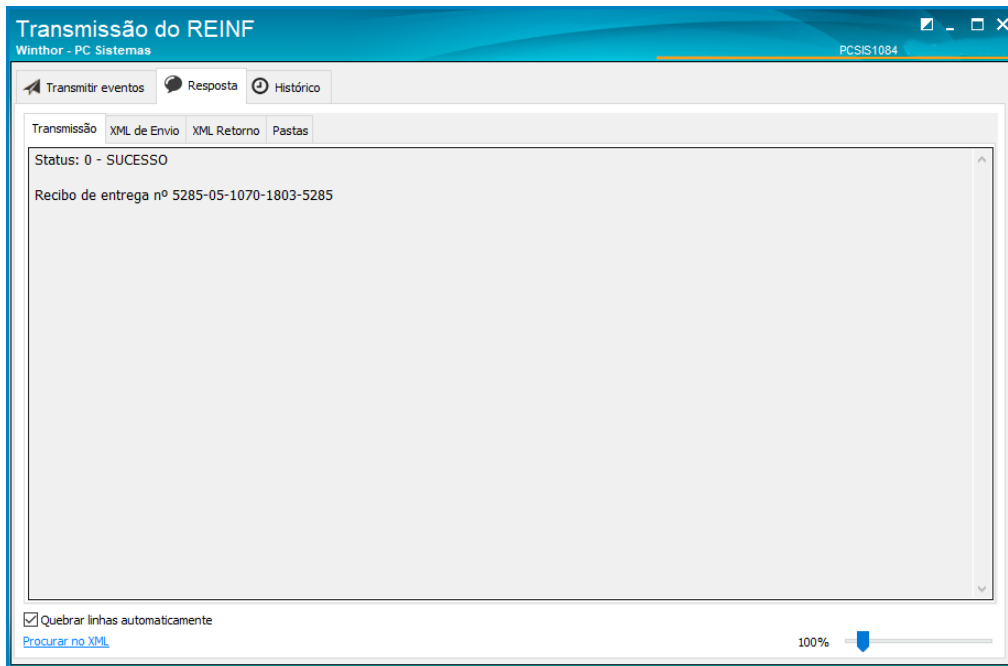 Transmissão do REINF
Winthor - PC Sistemas
PCSIS1084
Transmitir eventos Resposta Histórico
Transmissão XML de Envio XML Retorno Pastas
Status: 0 - SUCESSO
Recibo de entrega nº 5285-05-1070-1803-5285
Quebrar linhas automaticamente
Procurar no XML
100%